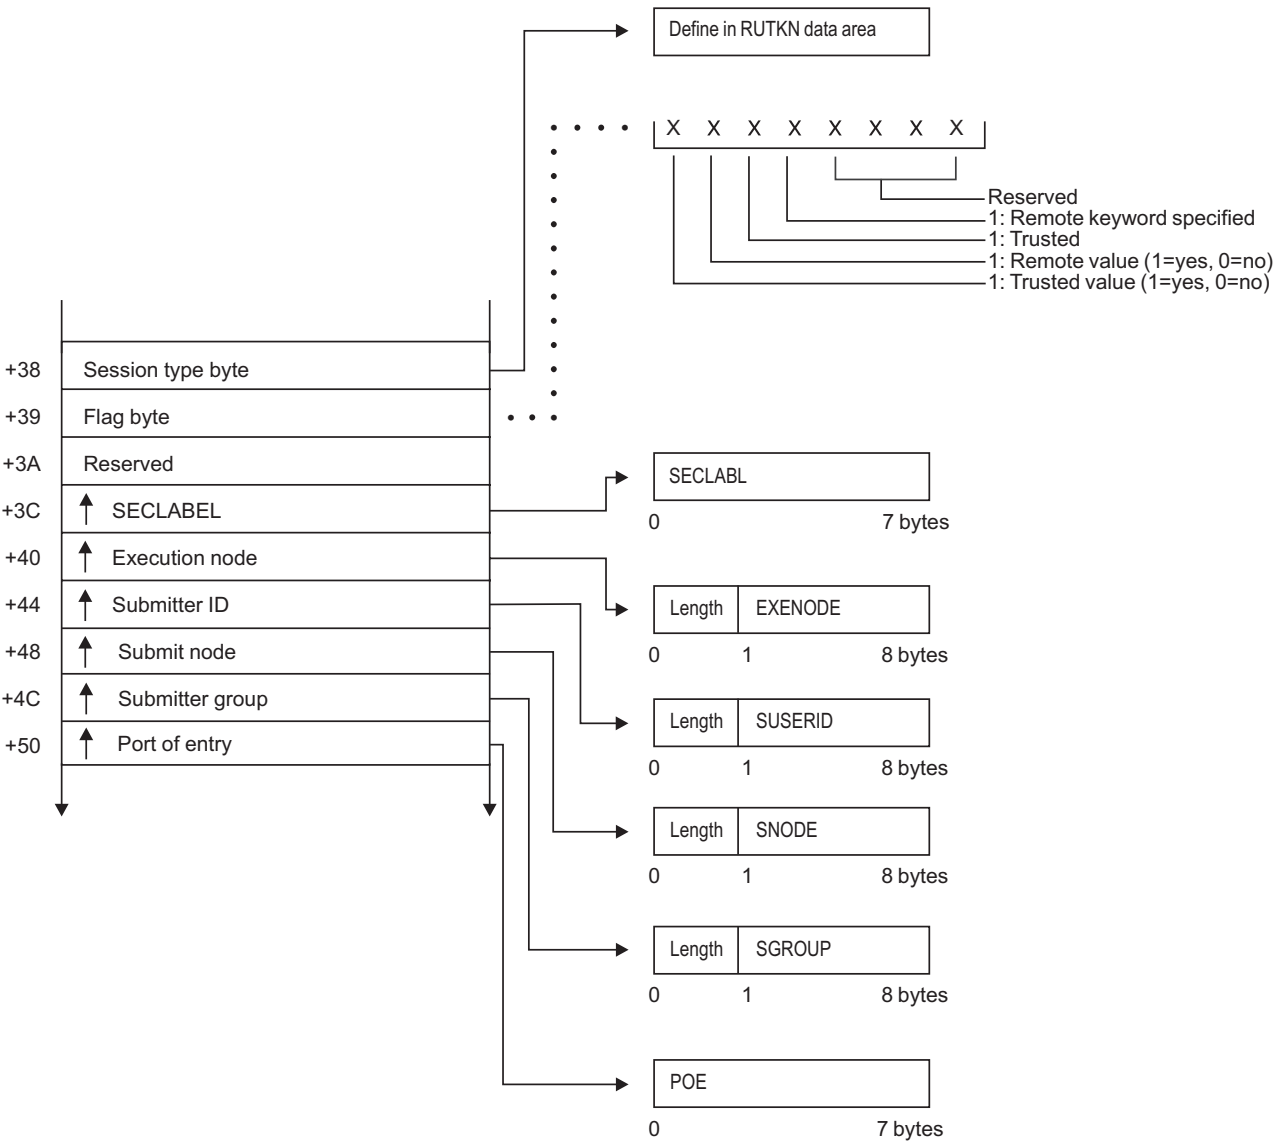 Define in RUTKN data area
X X X X X X X X
Reserved
1: Remote keyword specified
1: Trusted
1: Remote value (1=yes, 0=no)
1: Trusted value (1=yes, 0=no)
+38 Session type byte
+39 Flag byte
+3A Reserved
+3C SECLABEL
+40 Execution node
+44 Submitter ID
+48 Submit node
+4C Submitter group
+50 Port of entry
SECLABL
0 7 bytes
Length EXENODE
0 1 8 bytes
Length SUSERID
0 1 8 bytes
Length SNODE
0 1 8 bytes
Length SGROUP
0 1 8 bytes
POE
0 7 bytes